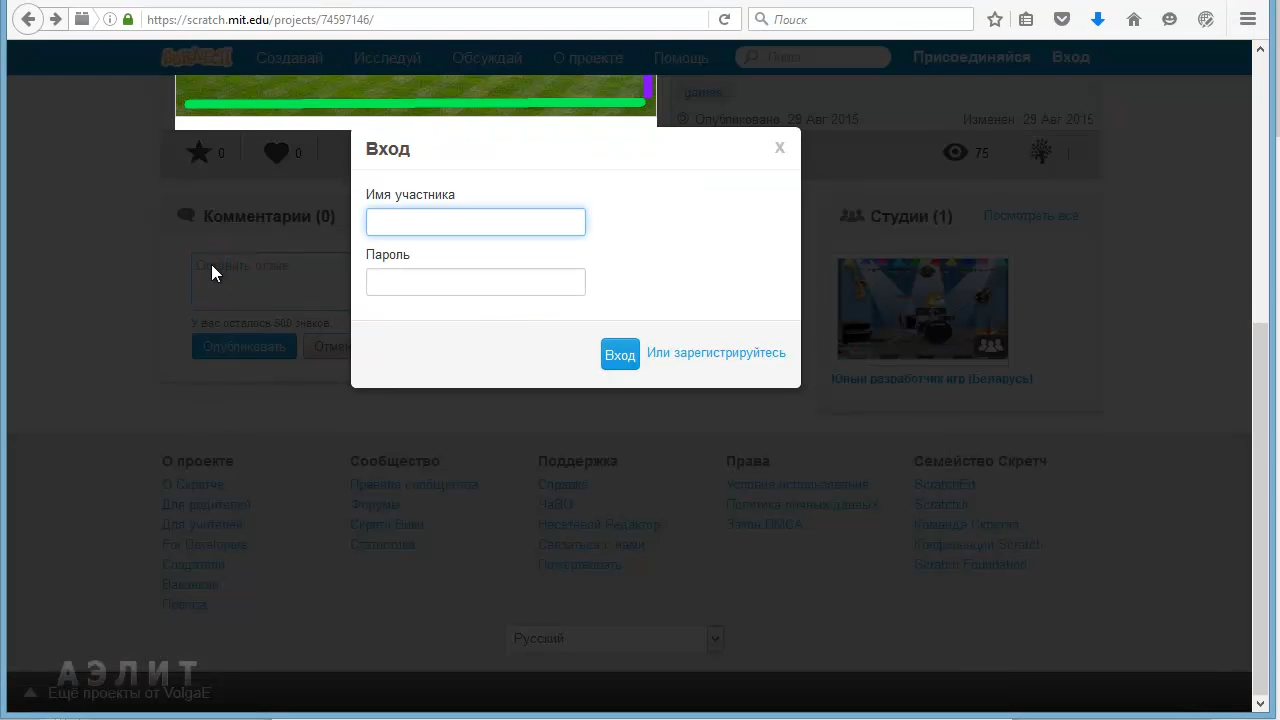 https://scratch.mit.edu/projects/74597146/
Поиск
Создавай Исследуй Обсуждай О проекте Помощь Поиск Присоединяйся Вход
games
Опубликовано: 29 Авг 2015 Изменен: 29 Авг 2015
0 0 75
Вход
x
Имя участника
Пароль
Вход Или зарегистрируйтесь
Комментарии (0)
Оставить отзыв
У вас осталось 500 знаков.
Опубликовать
Студии (1) Посмотреть все
Юный разработчик игр (Беларусь)
О проекте
О Скретче
Для родителей
Для учителей
For Developers
Создатели
Вакансии
Пресса
Сообщество
Правила сообщества
Форумы
Скретч Вики
Статистика
Поддержка
Справка
ЧаВО
Несетевой Редактор
Связаться с нами
Пожертвовать
Права
Условия использования
Политика личных данных
Закон DMCA
Семейство Скретч
ScratchEd
ScratchJr
Команда Скретча
Конференции Scratch
Scratch Foundation
Русский
АЭЛИТ
Ещё проекты от VolgaE